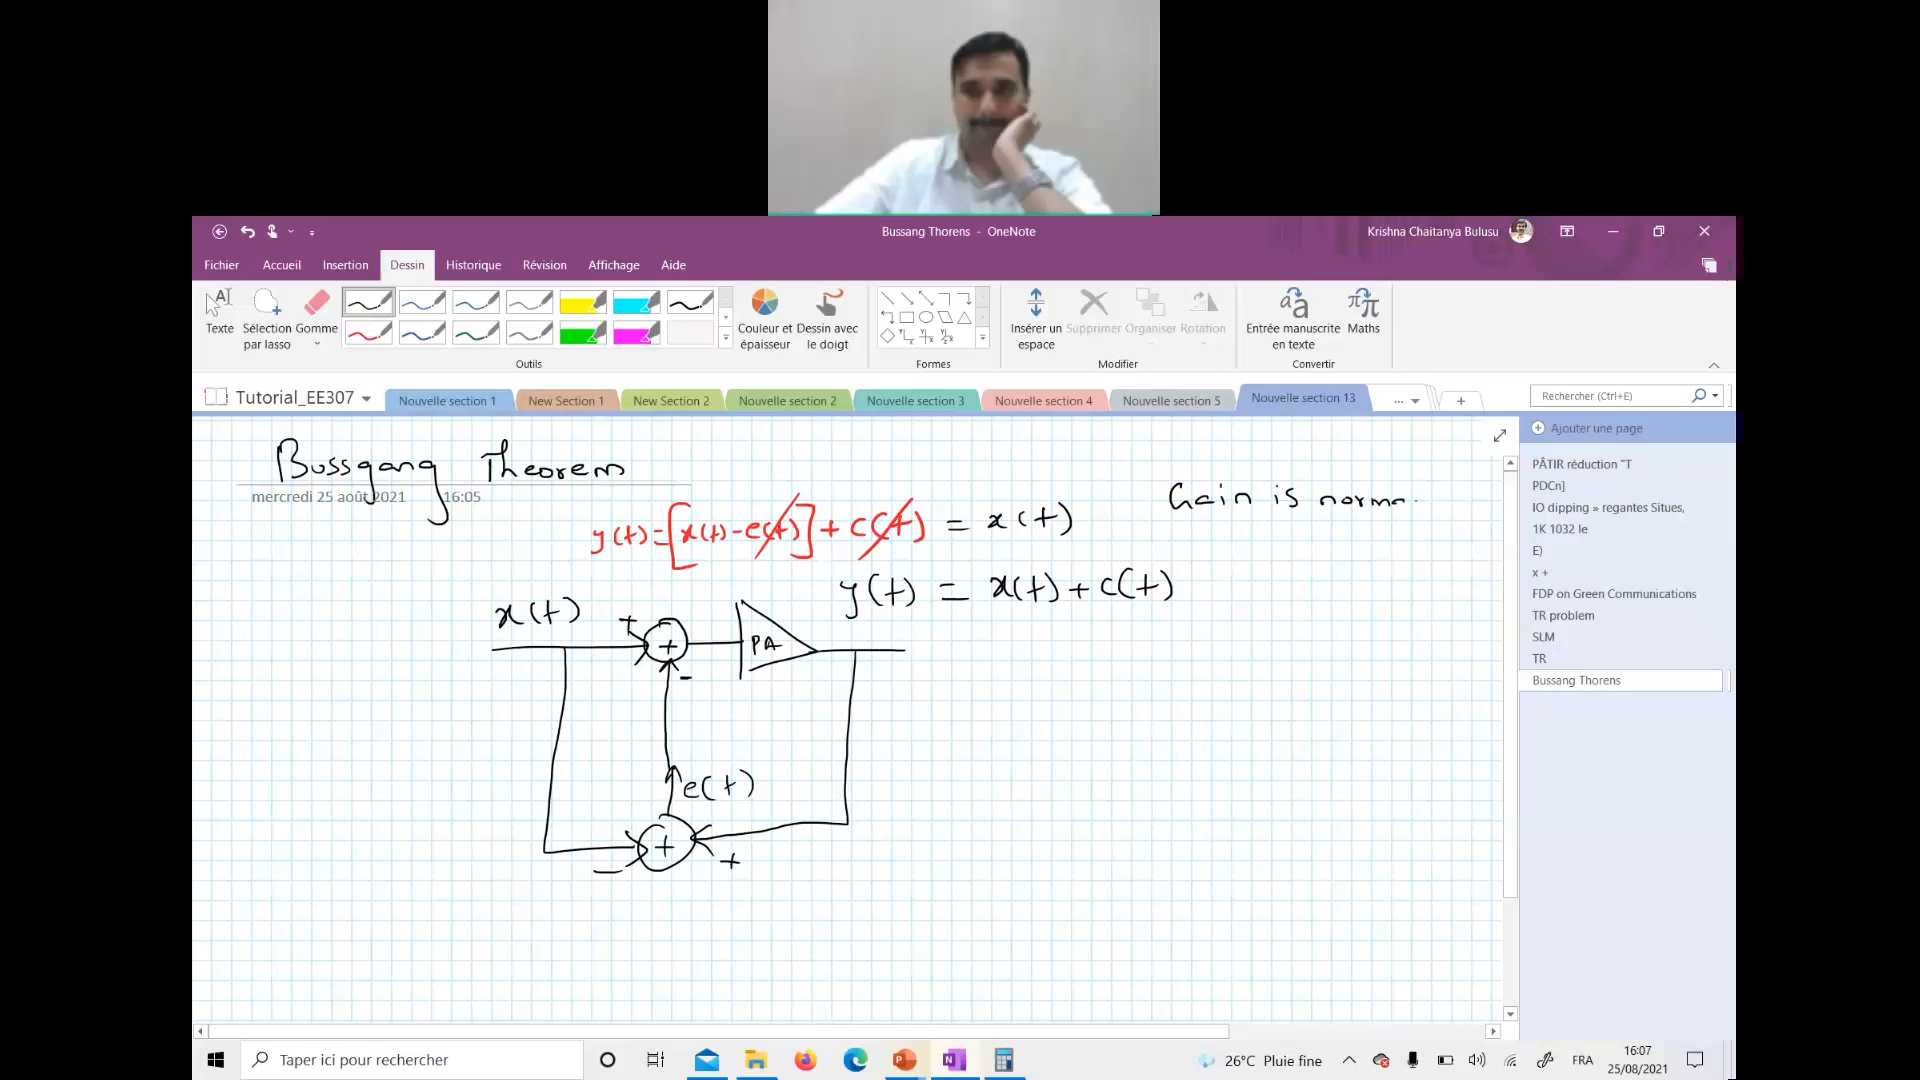 Bussang Thorens - OneNote
Krishna Chaitanya Bulusu
Fichier Accueil Insertion Dessin Historique Révision Affichage Aide
Texte
Sélection par lasso
Gomme
Couleur et épaisseur
Dessin avec le doigt
Insérer un espace
Supprimer
Organiser
Rotation
Entrée manuscrite en texte
Maths
Outils
Formes
Modifier
Convertir
Tutorial_EE307
Nouvelle section 1
New Section 1
New Section 2
Nouvelle section 2
Nouvelle section 3
Nouvelle section 4
Nouvelle section 5
Nouvelle section 13
...
+
Rechercher (Ctrl+E)
Ajouter une page
PÂTIR réduction "T
PDCn]
IO dipping » regantes Situes,
1K 1032 le
E)
x +
FDP on Green Communications
TR problem
SLM
TR
Bussang Thorens
Bussgang Theorem
mercredi 25 août 2021 16:05
Gain is norma
y(t)=[x(t)-e(t)]+c(t) = x(t)
y(t) = x(t)+c(t)
x(t)
+
+
PA
-
e(t)
+
-
+
Taper ici pour rechercher
26°C Pluie fine
FRA
16:07
25/08/2021